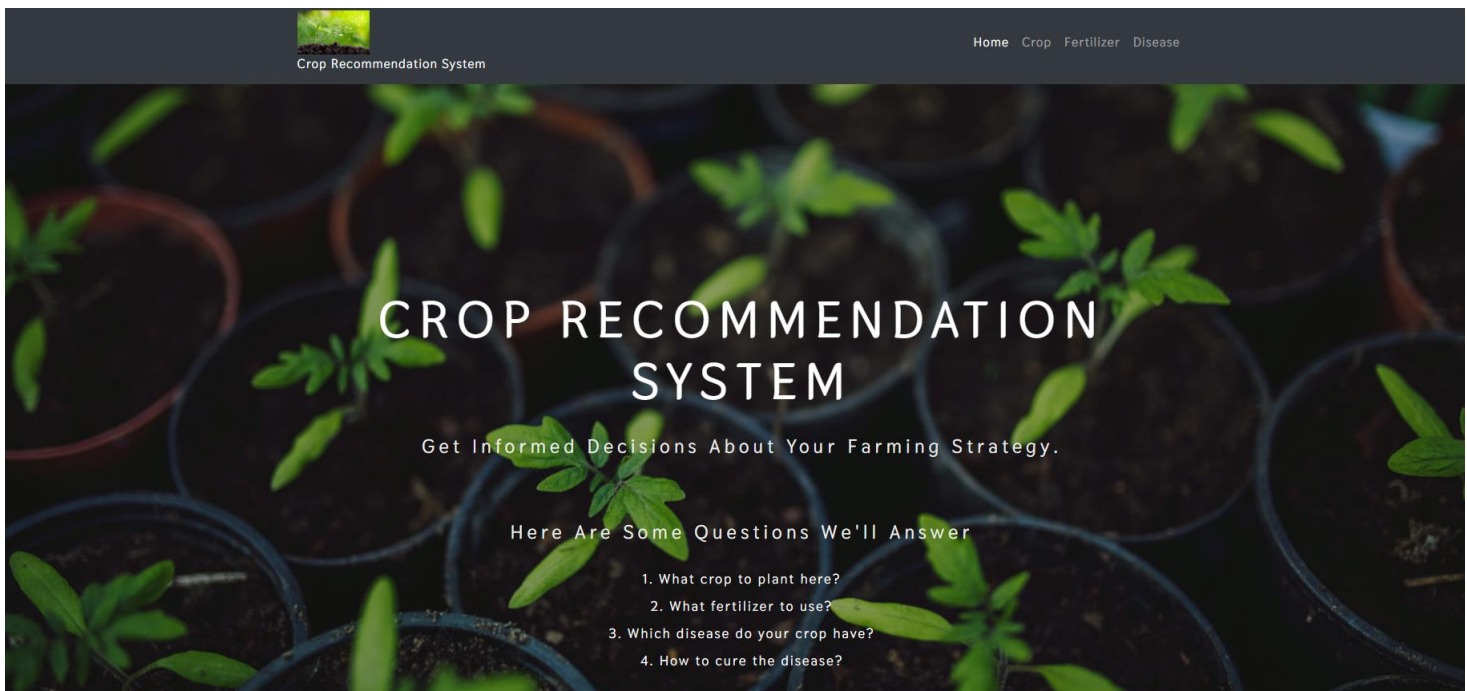 Crop Recommendation System
Home Crop Fertilizer Disease
CROP RECOMMENDATION
SYSTEM
Get Informed Decisions About Your Farming Strategy.
Here Are Some Questions We'll Answer
1. What crop to plant here?
2. What fertilizer to use?
3. Which disease do your crop have?
4. How to cure the disease?